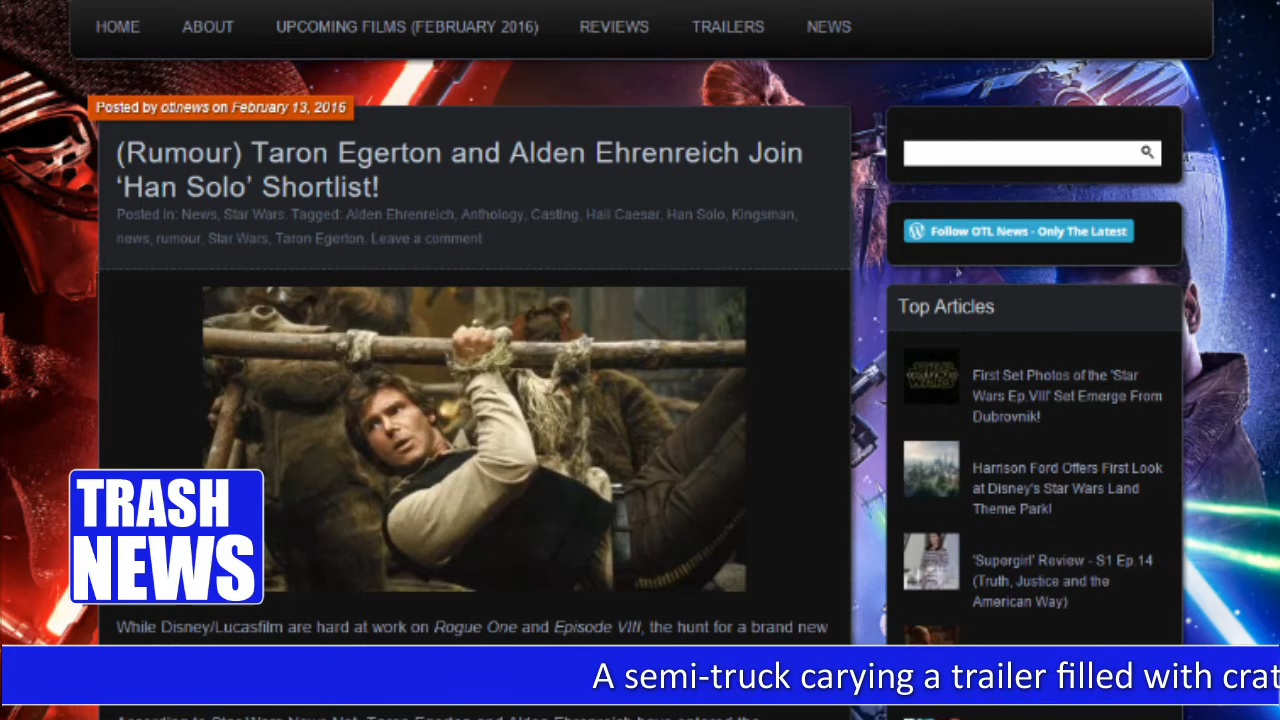 HOME ABOUT UPCOMING FILMS (FEBRUARY 2016) REVIEWS TRAILERS NEWS
Posted by otlnews on February 13, 2016
(Rumour) Taron Egerton and Alden Ehrenreich Join
‘Han Solo’ Shortlist!
Posted in: News, Star Wars. Tagged: Alden Ehrenreich, Anthology, Casting, Hail Caesar, Han Solo, Kingsman,
news, rumour, Star Wars, Taron Egerton. Leave a comment
Follow OTL News - Only The Latest
Top Articles
STAR WARS
First Set Photos of the 'Star
Wars Ep.VIII' Set Emerge From
Dubrovnik!
Harrison Ford Offers First Look
at Disney's Star Wars Land
Theme Park!
'Supergirl' Review - S1 Ep.14
(Truth, Justice and the
American Way)
TRASH
NEWS
While Disney/Lucasfilm are hard at work on Rogue One and Episode VIII, the hunt for a brand new
A semi-truck carying a trailer filled with crat